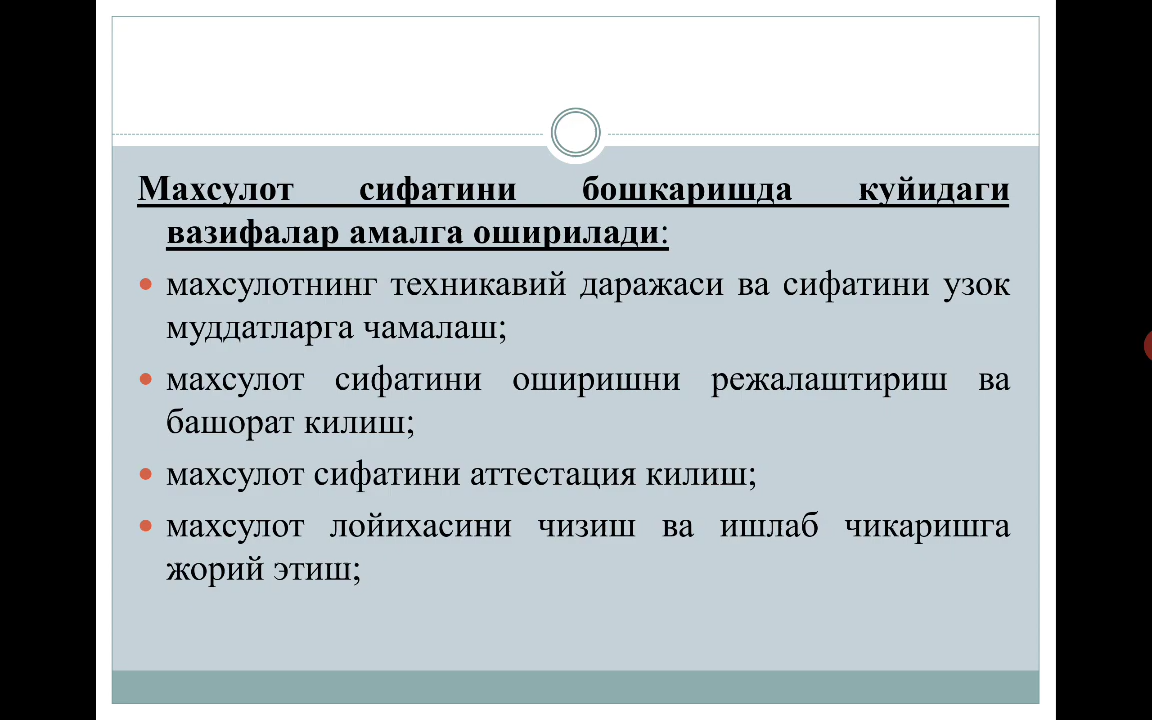 Махсулот сифатини бошкаришда куйидаги
вазифалар амалга оширилади:
• махсулотнинг техникавий даражаси ва сифатини узок
муддатларга чамалаш;
• махсулот сифатини оширишни режалаштириш ва
башорат килиш;
• махсулот сифатини аттестация килиш;
• махсулот лойихасини чизиш ва ишлаб чикаришга
жорий этиш;